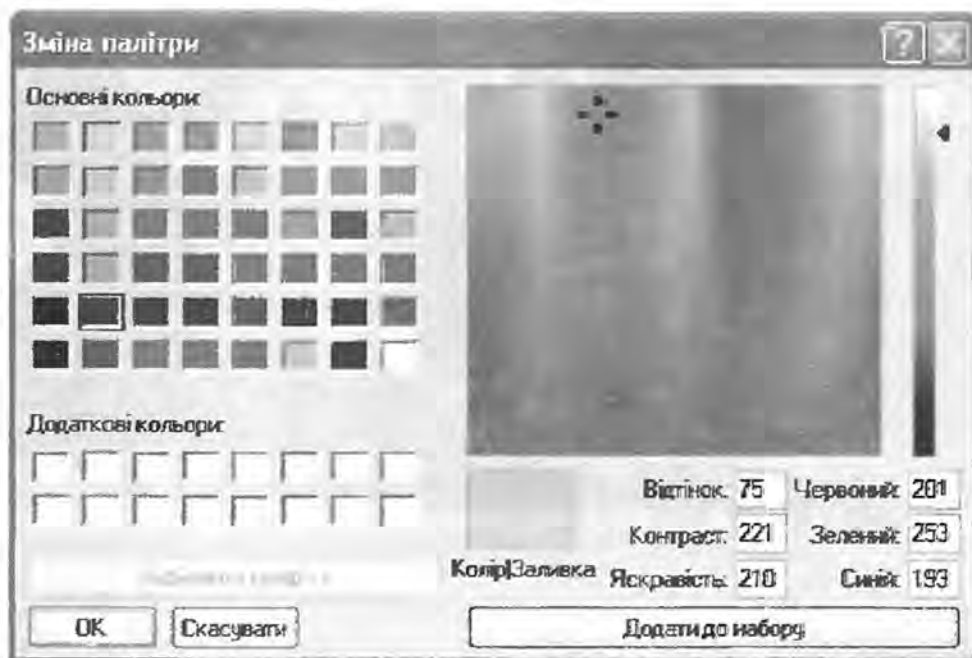 Зміна палітри
Основні кольори:
Додаткові кольори:
Відтінок: 75 Червоний: 201
Контраст: 221 Зелений: 253
Колір|Заливка Яскравість: 210 Синій: 193
ОК Скасувати Додати до набору